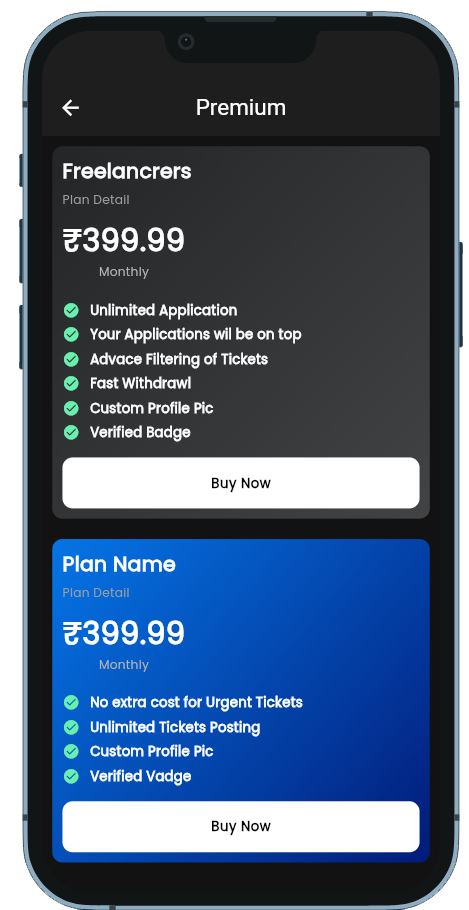 Premium
Freelancrers
Plan Detail
₹399.99
Monthly
Unlimited Application
Your Applications wil be on top
Advace Filtering of Tickets
Fast Withdrawl
Custom Profile Pic
Verified Badge
Buy Now
Plan Name
Plan Detail
₹399.99
Monthly
No extra cost for Urgent Tickets
Unlimited Tickets Posting
Custom Profile Pic
Verified Vadge
Buy Now